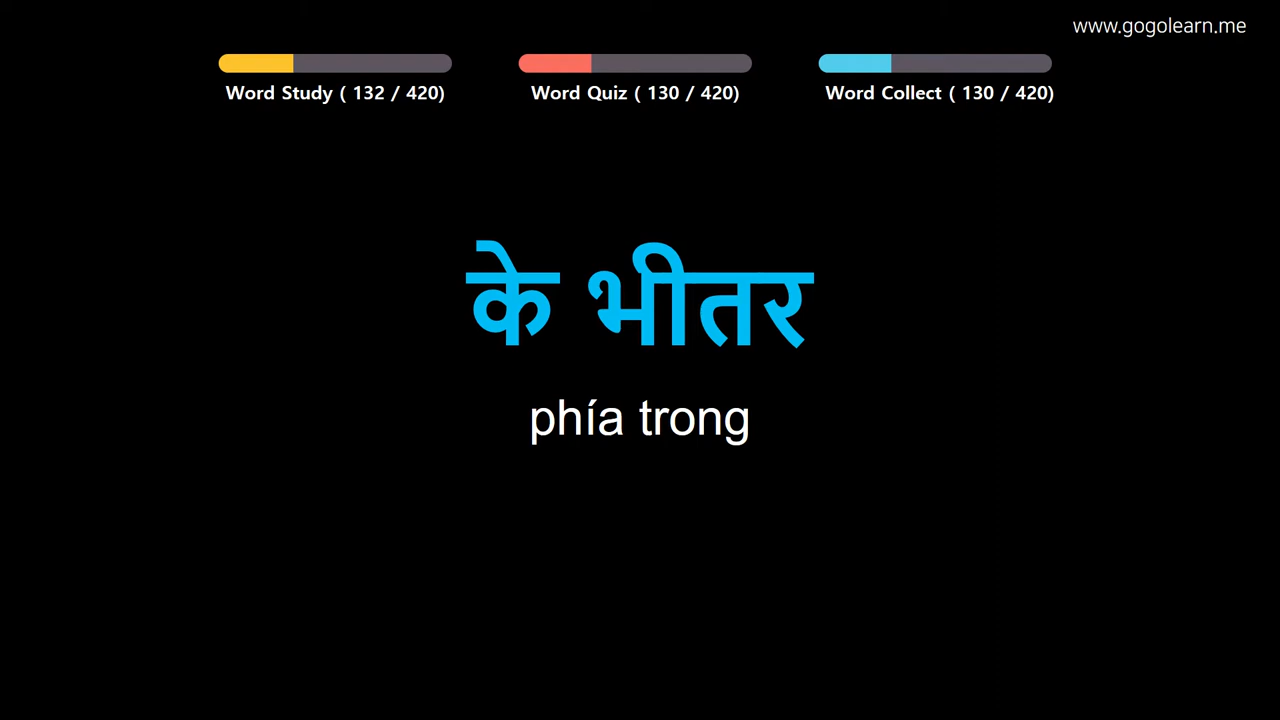 www.gogolearn.me
Word Study ( 132 / 420)
Word Quiz ( 130 / 420)
Word Collect ( 130 / 420)
के भीतर
phía trong